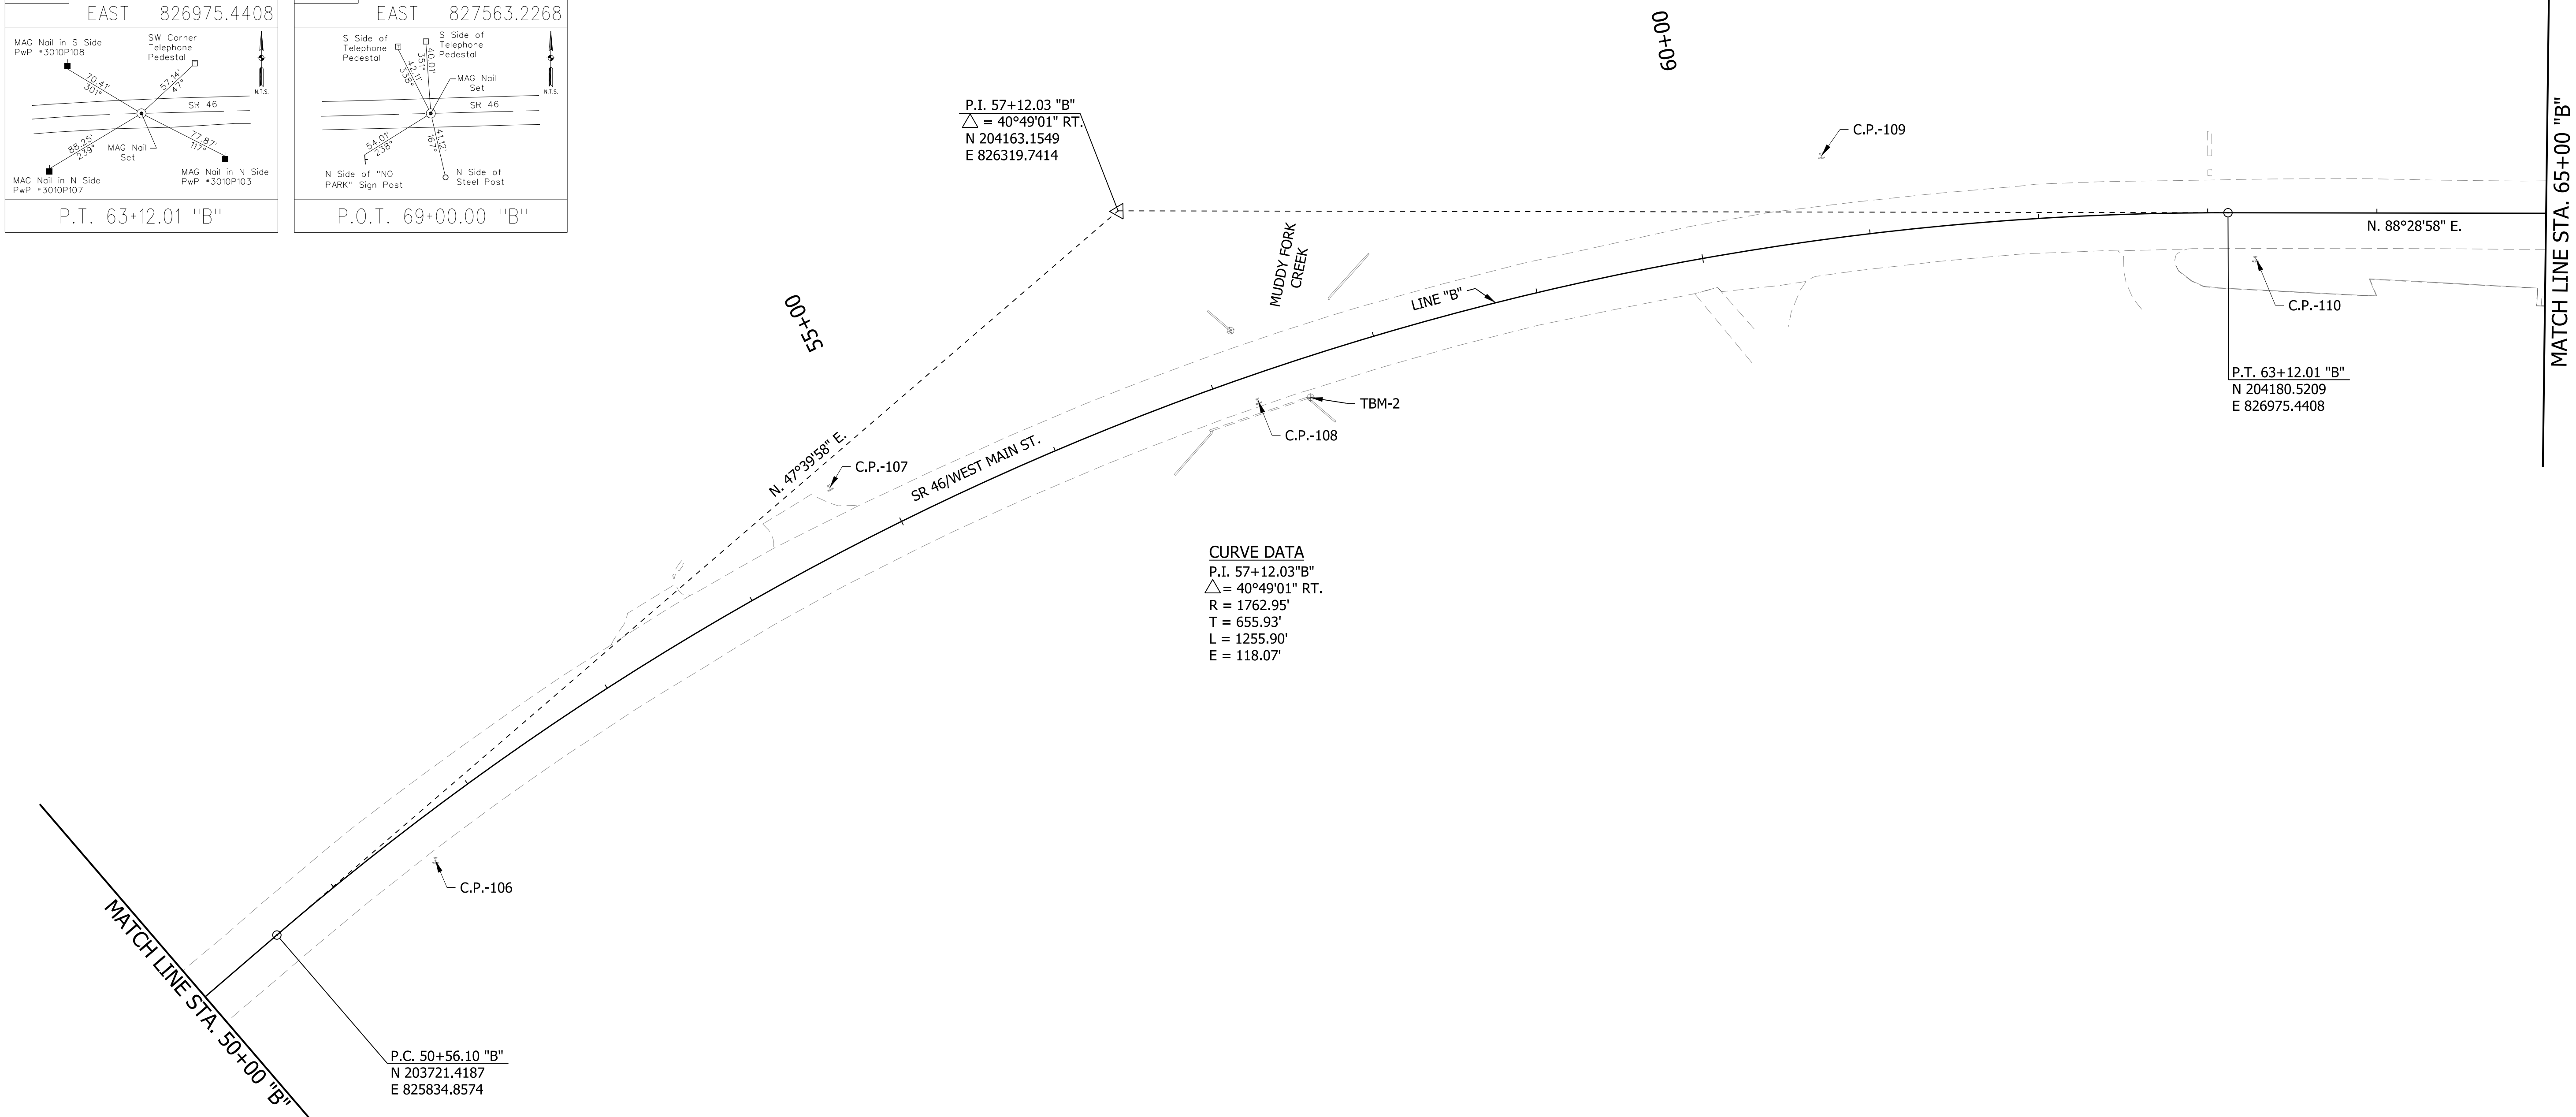 EAST 826975.4408
MAG Nail in S Side
PwP *3010P108
SW Corner
Telephone
Pedestal
N.T.S.
70.41'
301°
57.14'
47°
SR 46
88.25'
239°
MAG Nail
Set
77.87'
117°
MAG Nail in N Side
PwP *3010P107
MAG Nail in N Side
PwP *3010P103
P.T. 63+12.01 "B"
EAST 827563.2268
S Side of
Telephone
Pedestal
S Side of
Telephone
Pedestal
N.T.S.
42.11'
338°
40.01'
351°
MAG Nail
Set
SR 46
54.01'
238°
41.12'
167°
N Side of "NO
PARK" Sign Post
N Side of
Steel Post
P.O.T. 69+00.00 "B"
P.I. 57+12.03 "B"
△ = 40°49'01" RT.
N 204163.1549
E 826319.7414
60+00
C.P.-109
MATCH LINE STA. 65+00 "B"
N. 88°28'58" E.
MUDDY FORK
CREEK
LINE "B"
C.P.-110
55+00
P.T. 63+12.01 "B"
N 204180.5209
E 826975.4408
TBM-2
C.P.-108
N. 47°39'58" E.
C.P.-107
SR 46/WEST MAIN ST.
CURVE DATA
P.I. 57+12.03"B"
△= 40°49'01" RT.
R = 1762.95'
T = 655.93'
L = 1255.90'
E = 118.07'
C.P.-106
MATCH LINE STA. 50+00 "B"
P.C. 50+56.10 "B"
N 203721.4187
E 825834.8574